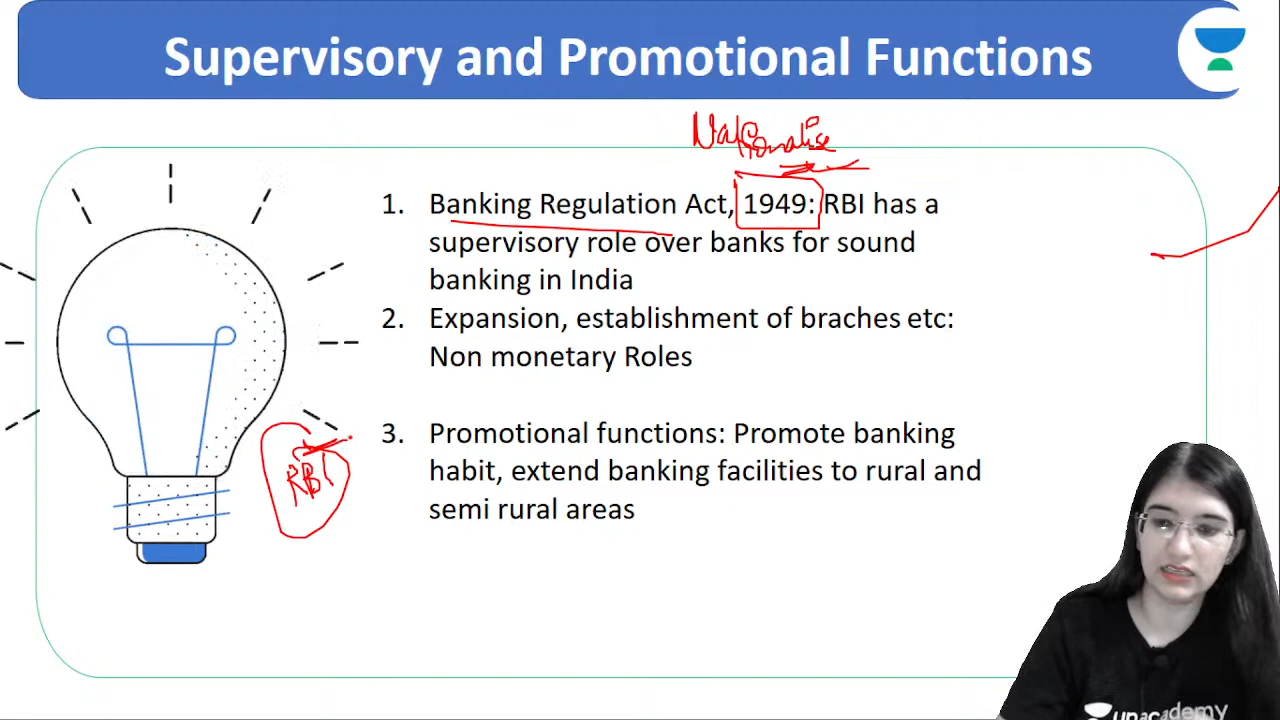 Supervisory and Promotional Functions
Nationalise
1. Banking Regulation Act, 1949: RBI has a
supervisory role over banks for sound
banking in India
2. Expansion, establishment of braches etc:
Non monetary Roles
3. Promotional functions: Promote banking
habit, extend banking facilities to rural and
semi rural areas
RBI
unacademy